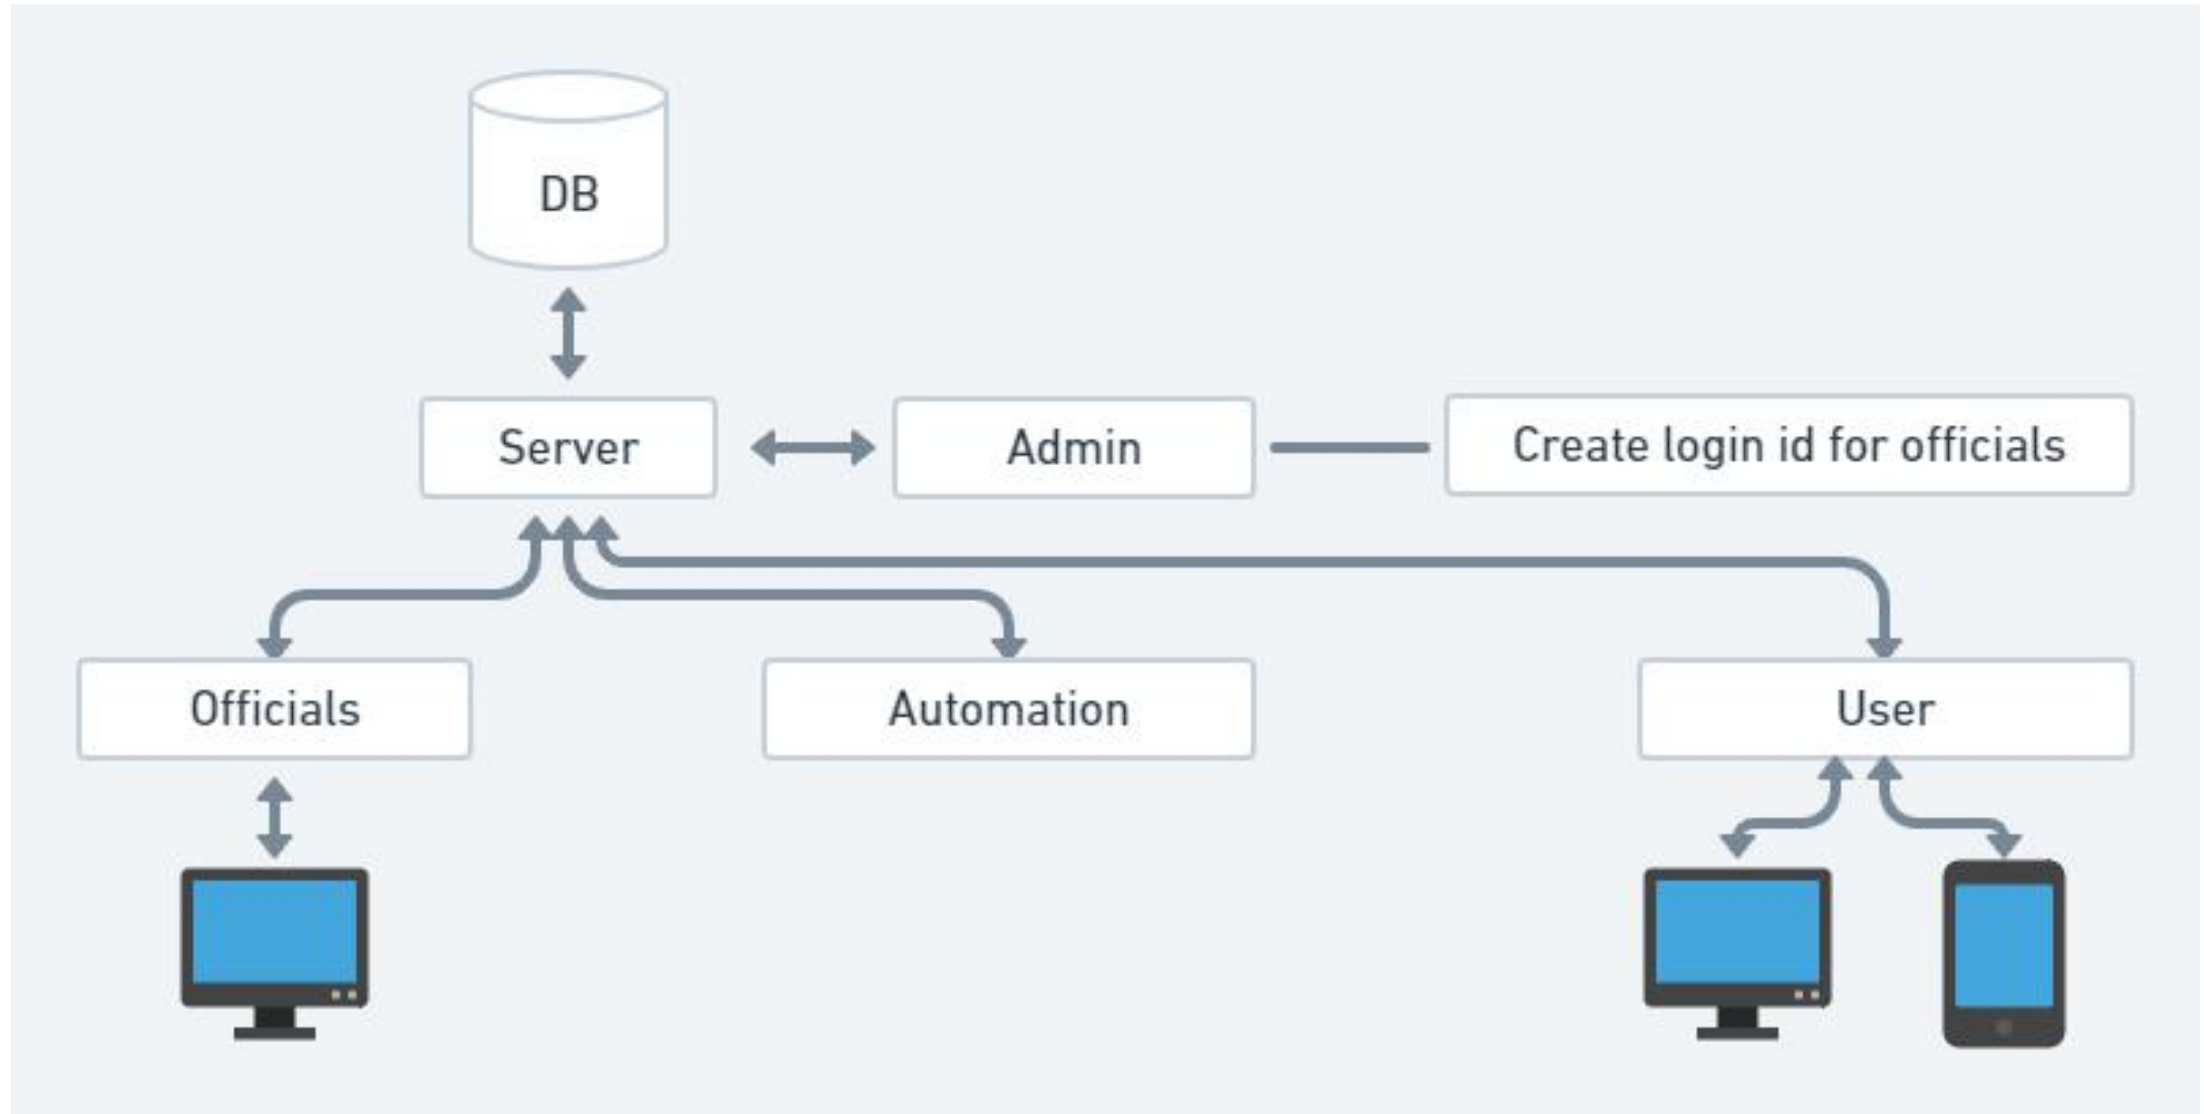 DB
Server
Admin
Create login id for officials
Officials
Automation
User